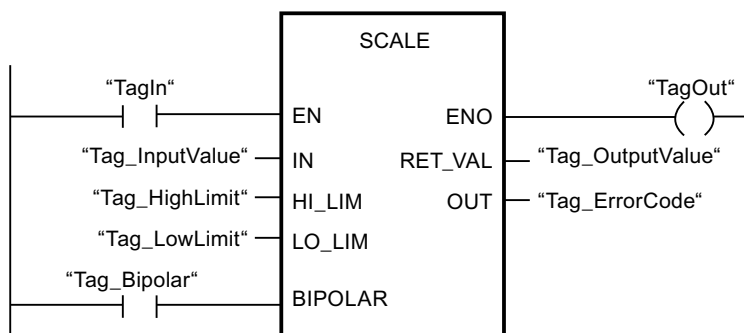 SCALE
“TagIn“
“TagOut“
EN
ENO
“Tag_InputValue“
IN
RET_VAL
“Tag_OutputValue“
“Tag_HighLimit“
HI_LIM
OUT
“Tag_ErrorCode“
“Tag_LowLimit“
LO_LIM
“Tag_Bipolar“
BIPOLAR